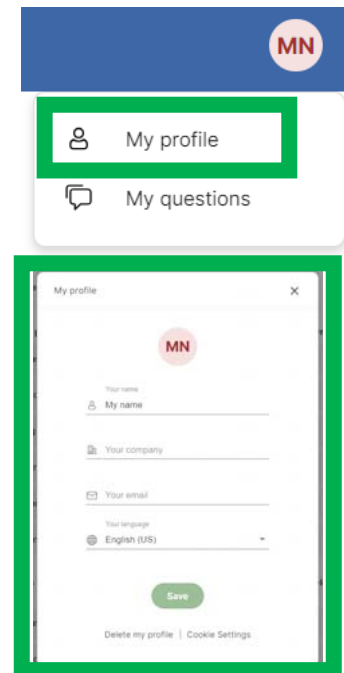 MN
My profile
My questions
My profile
MN
Your name
My name
Your company
Your email
Your language
English (US)
Save
Delete my profile | Cookie Settings